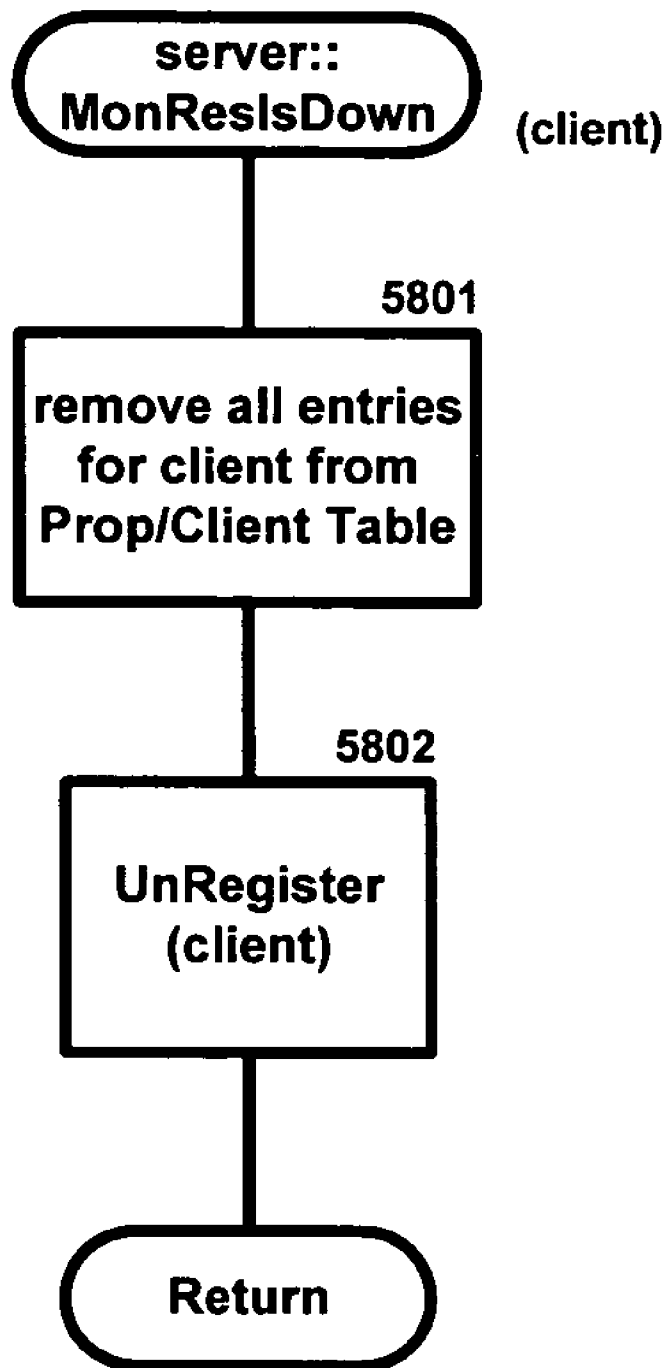 server::
MonResIsDown
(client)
5801
remove all entries
for client from
Prop/Client Table
5802
UnRegister
(client)
Return